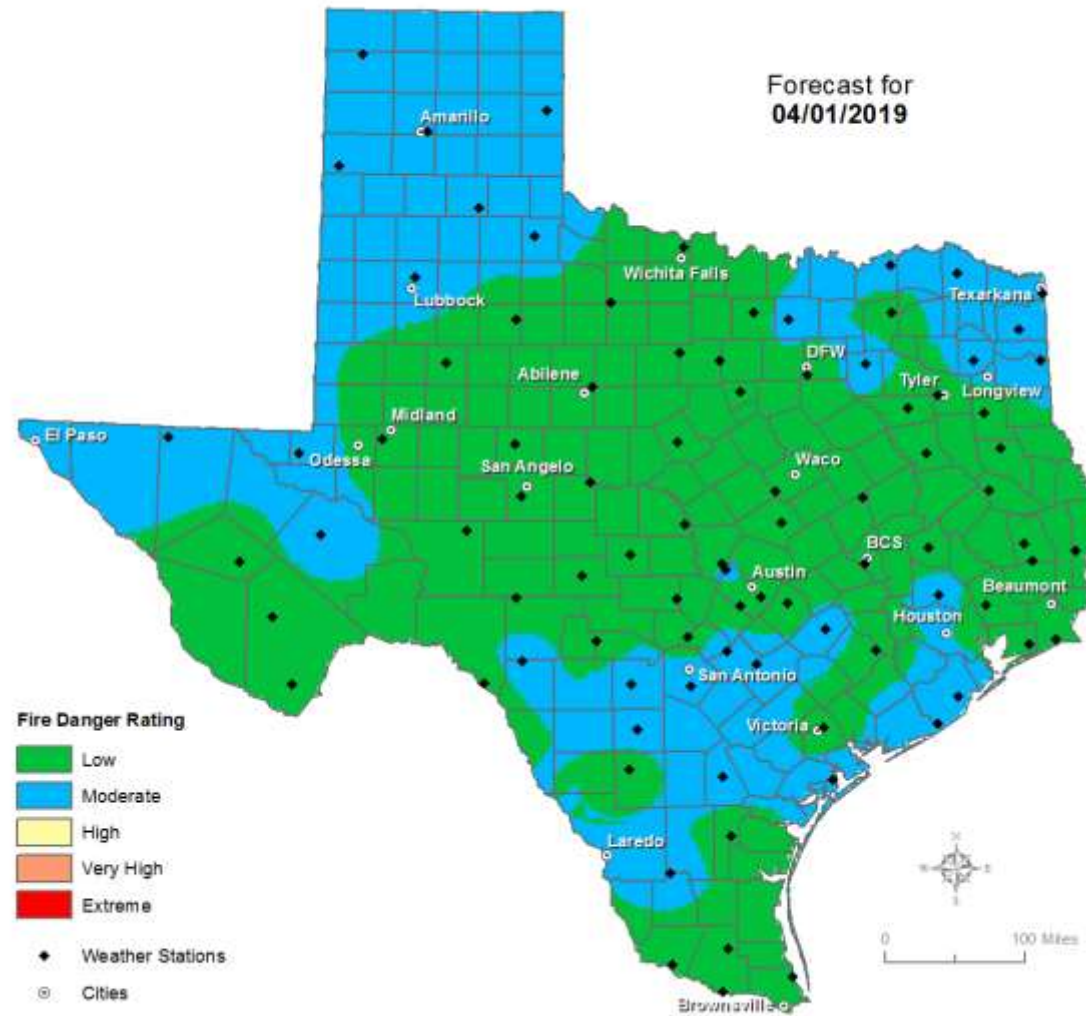 Forecast for
04/01/2019
Amarillo
Wichita Falls
Lubbock
Texarkana
DFW
Abilene
Tyler
Longview
Midland
El Paso
Odessa
San Angelo
Waco
BCS
Austin
Beaumont
Houston
San Antonio
Victoria
Laredo
Brownsville
Fire Danger Rating
Low
Moderate
High
Very High
Extreme
Weather Stations
Cities
N
W
E
S
0
100 Miles